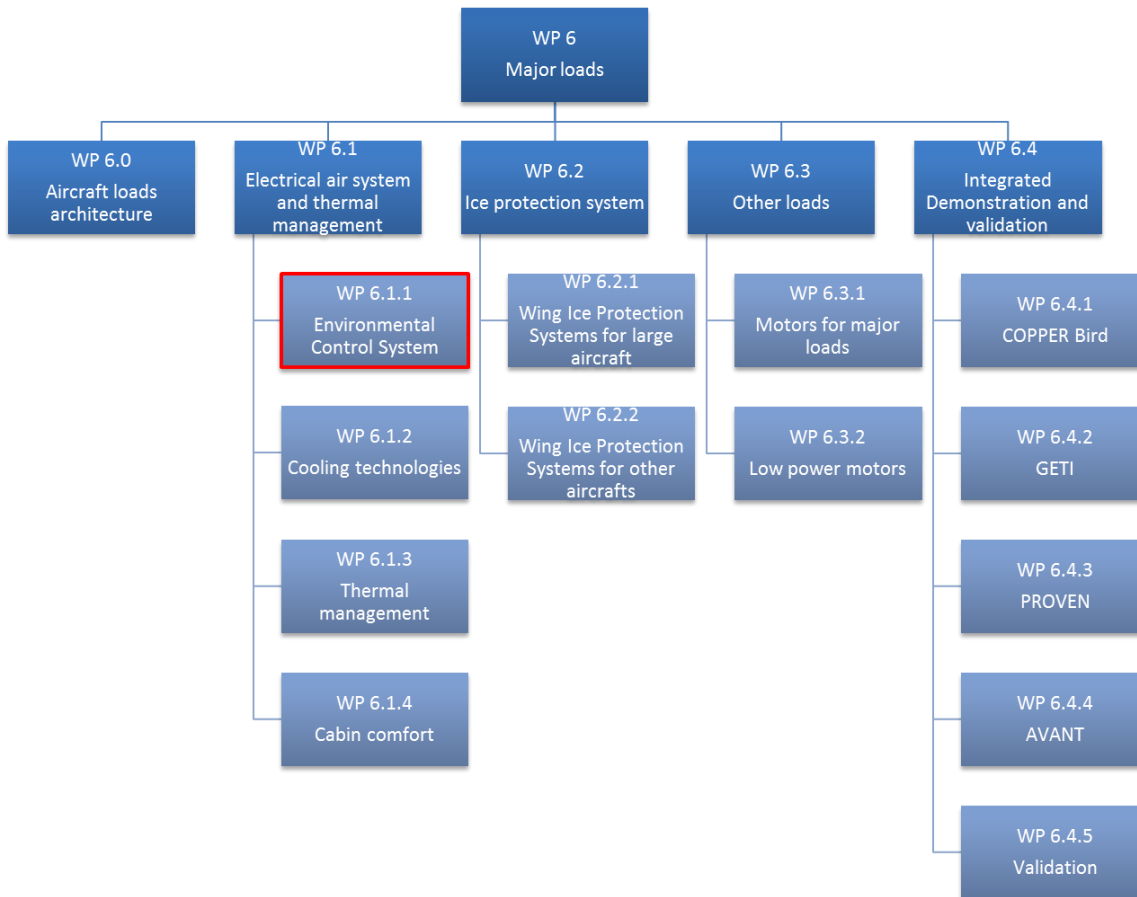 WP 6
Major loads
WP 6.0
Aircraft loads
architecture
WP 6.1
Electrical air system
and thermal
management
WP 6.2
Ice protection system
WP 6.3
Other loads
WP 6.4
Integrated
Demonstration and
validation
WP 6.1.1
Environmental
Control System
WP 6.1.2
Cooling technologies
WP 6.1.3
Thermal
management
WP 6.1.4
Cabin comfort
WP 6.2.1
Wing Ice Protection
Systems for large
aircraft
WP 6.2.2
Wing Ice Protection
Systems for other
aircrafts
WP 6.3.1
Motors for major
loads
WP 6.3.2
Low power motors
WP 6.4.1
COPPER Bird
WP 6.4.2
GETI
WP 6.4.3
PROVEN
WP 6.4.4
AVANT
WP 6.4.5
Validation